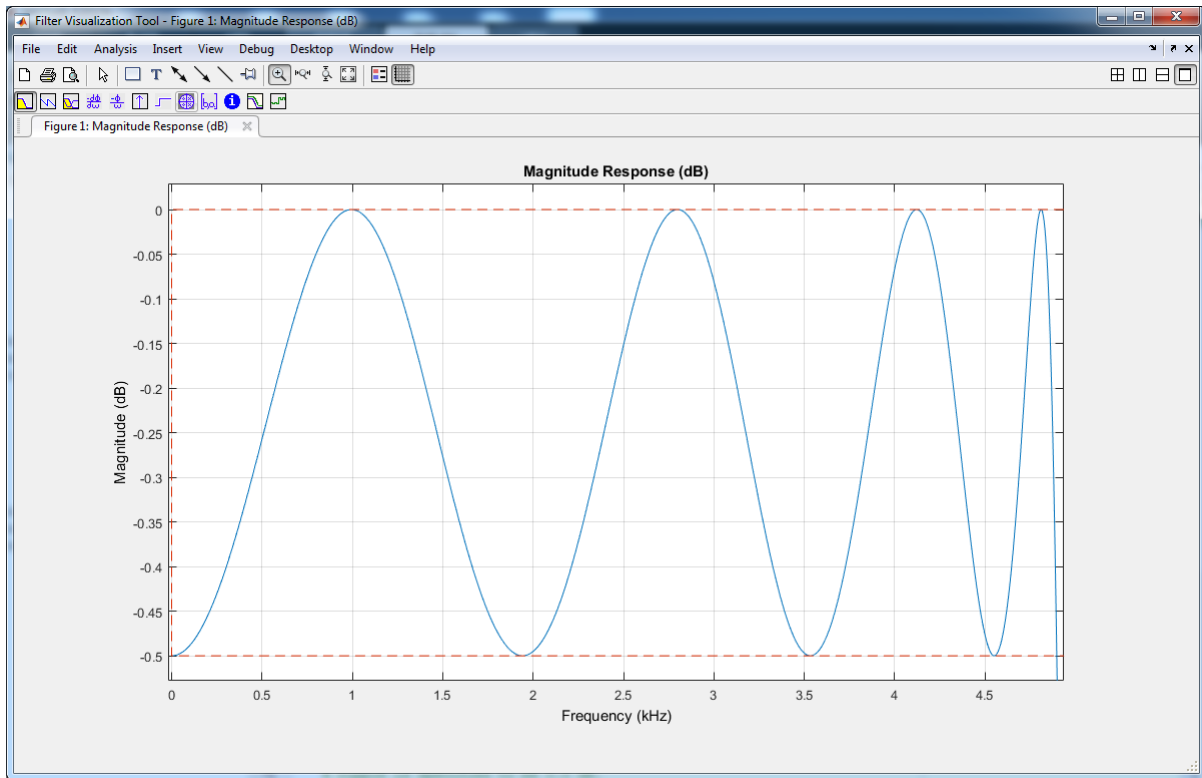 Filter Visualization Tool - Figure 1: Magnitude Response (dB)
File Edit Analysis Insert View Debug Desktop Window Help
Figure 1: Magnitude Response (dB)
Magnitude Response (dB)
0
-0.05
-0.1
-0.15
-0.2
-0.25
-0.3
-0.35
-0.4
-0.45
-0.5
Magnitude (dB)
0 0.5 1 1.5 2 2.5 3 3.5 4 4.5
Frequency (kHz)